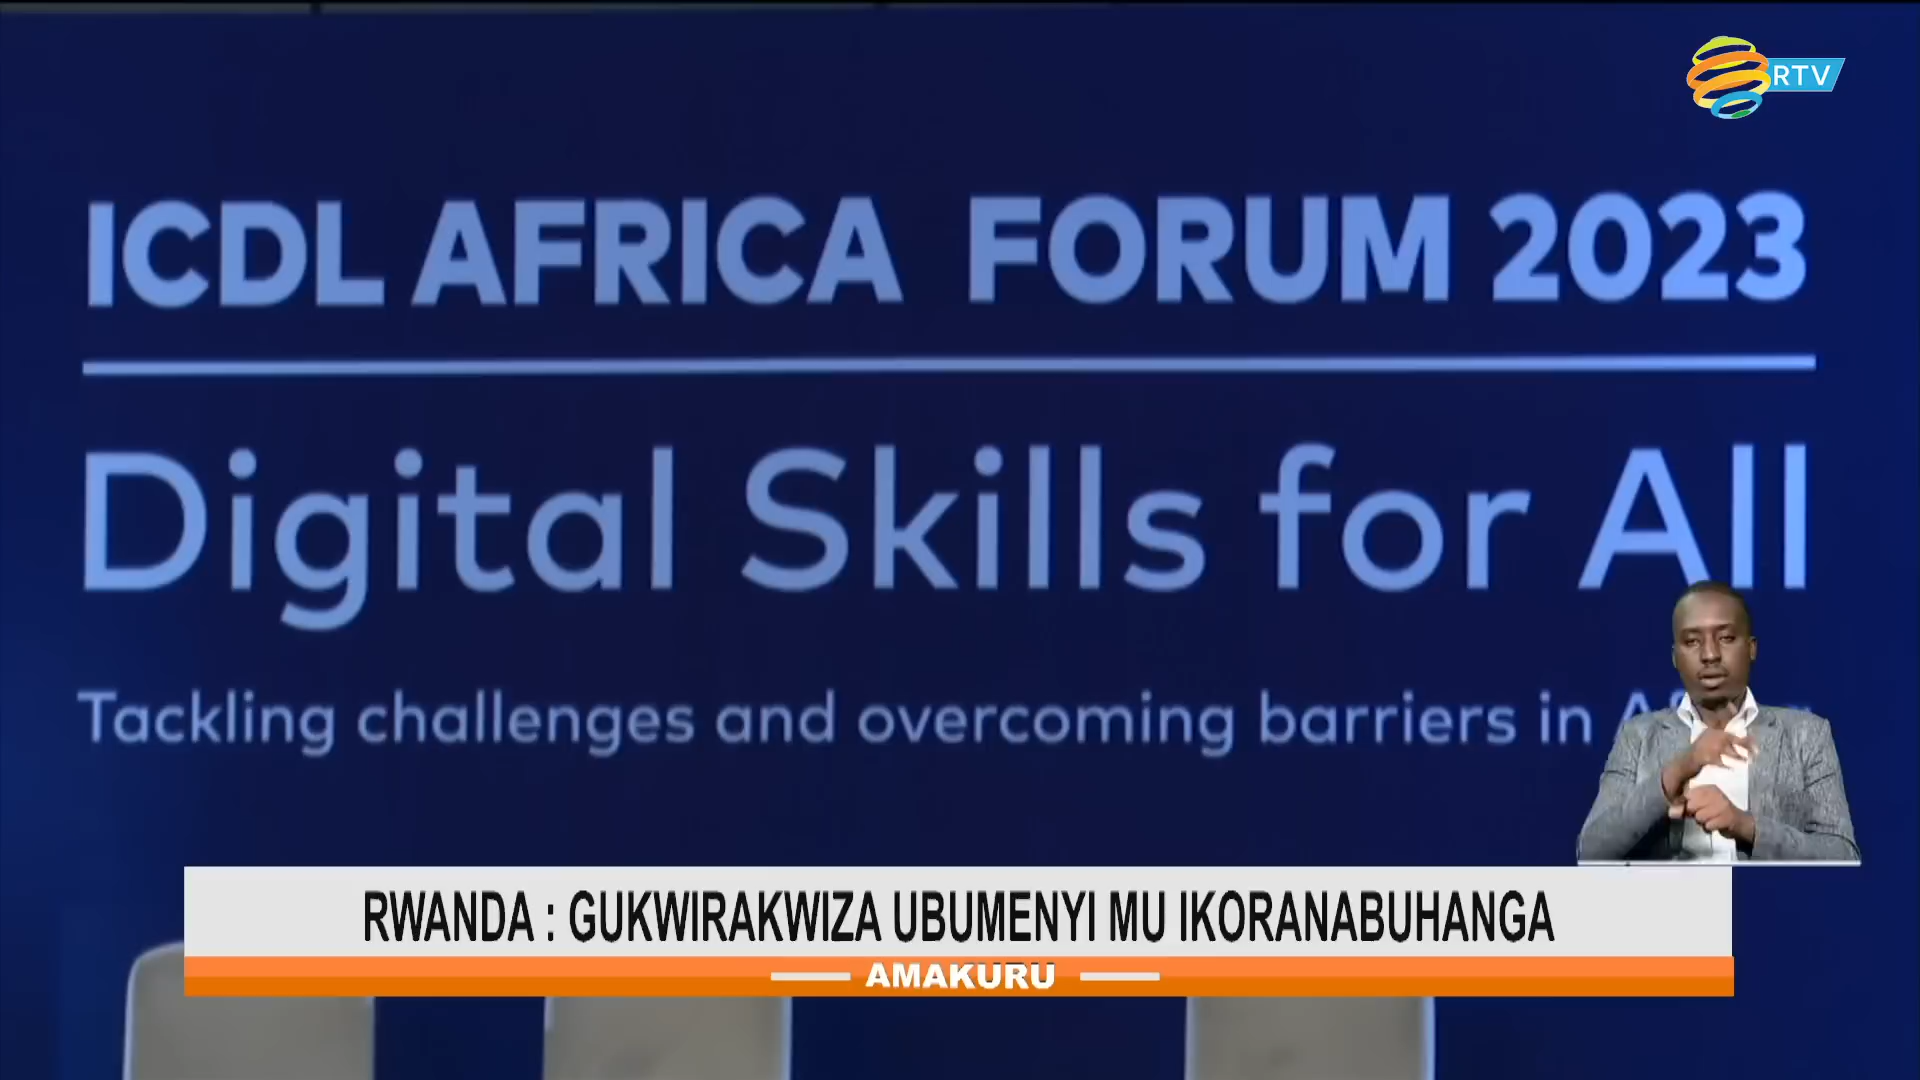 RTV
ICDL AFRICA FORUM 2023
Digital Skills for All
Tackling challenges and overcoming barriers in
RWANDA : GUKWIRAKWIZA UBUMENYI MU IKORANABUHANGA
AMAKURU